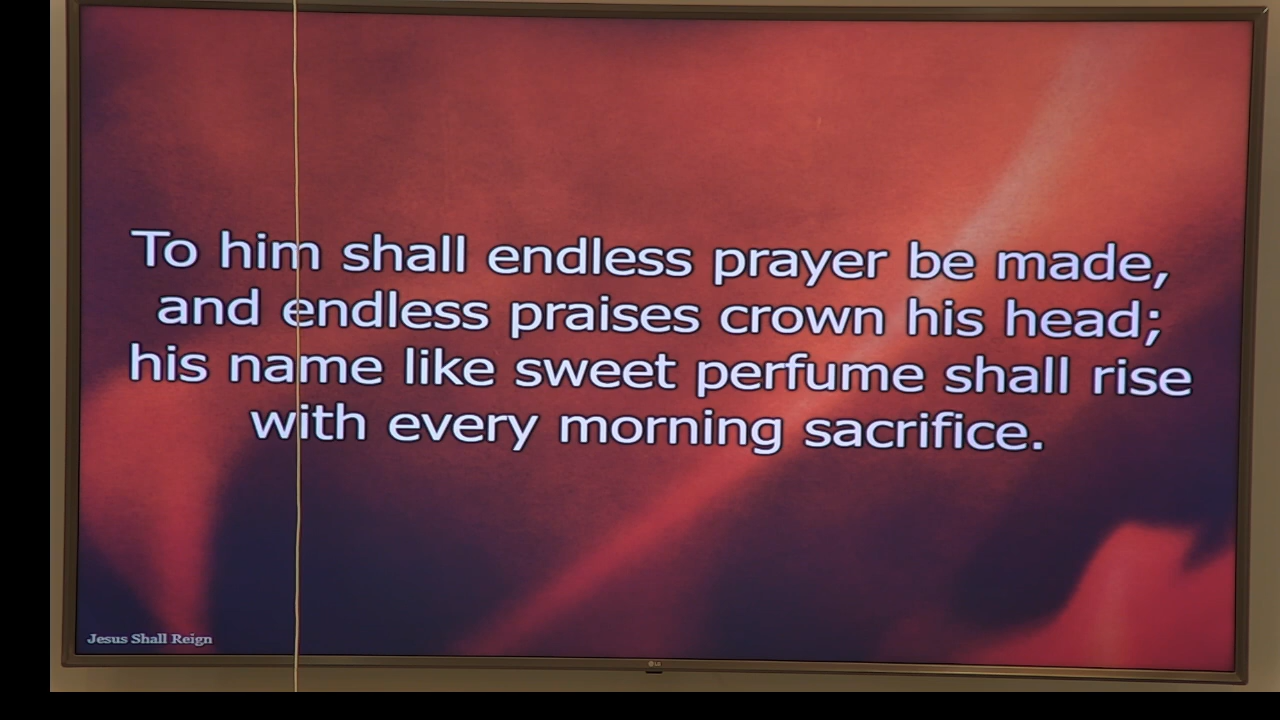 To him shall endless prayer be made,
and endless praises crown his head;
his name like sweet perfume shall rise
with every morning sacrifice.
Jesus Shall Reign
LG